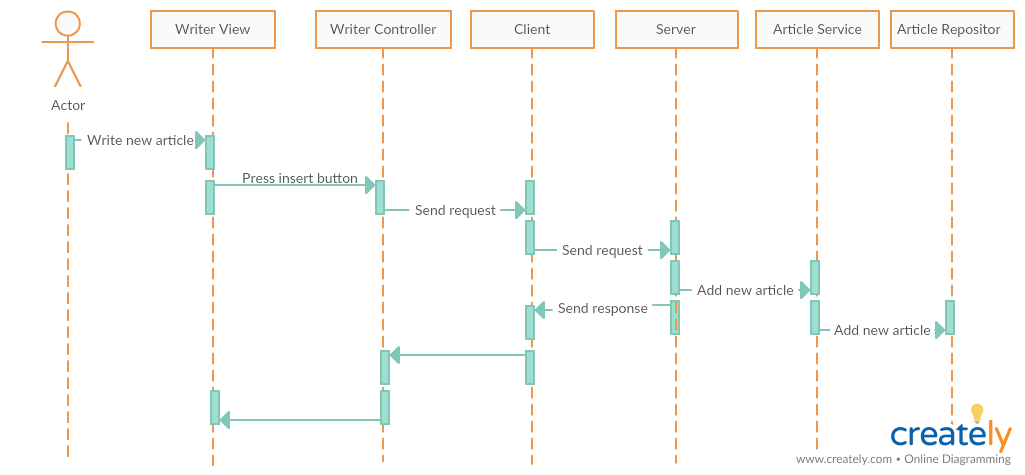 Writer View
Writer Controller
Client
Server
Article Service
Article Repositor
Actor
Write new article
Press insert button
Send request
Send request
Add new article
Send response
Add new article
creately
www.creately.com • Online Diagramming